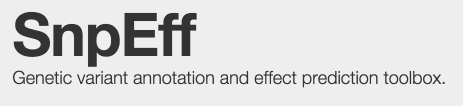 SnpEff
Genetic variant annotation and effect prediction toolbox.